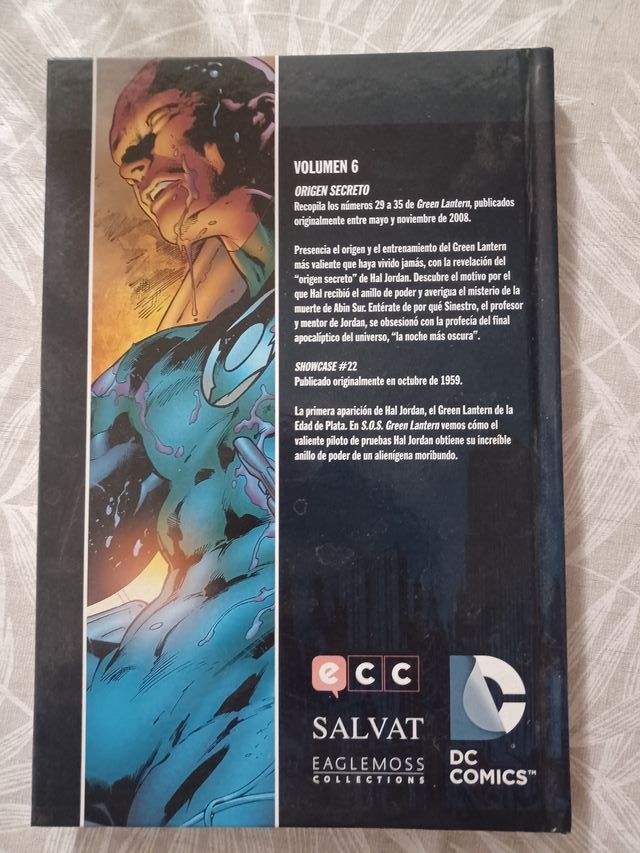 VOLUMEN 6
ORIGEN SECRETO
Recopila los números 29 a 35 de Green Lantern, publicados
originalmente entre mayo y noviembre de 2008.
Presencia el origen y el entrenamiento del Green Lantern
más valiente que haya vivido jamás, con la revelación del
"origen secreto" de Hal Jordan. Descubre el motivo por el
que Hal recibió el anillo de poder y averigua el misterio de la
muerte de Abin Sur. Entérate de por qué Sinestro, el profesor
y mentor de Jordan, se obsesionó con la profecía del final
apocalíptico del universo, "la noche más oscura".
SHOWCASE #22
Publicado originalmente en octubre de 1959.
La primera aparición de Hal Jordan, el Green Lantern de la
Edad de Plata. En S.O.S. Green Lantern vemos cómo el
valiente piloto de pruebas Hal Jordan obtiene su increíble
anillo de poder de un alienígena moribundo.
ecc
SALVAT
EAGLEMOSS
COLLECTIONS
DC
COMICS™